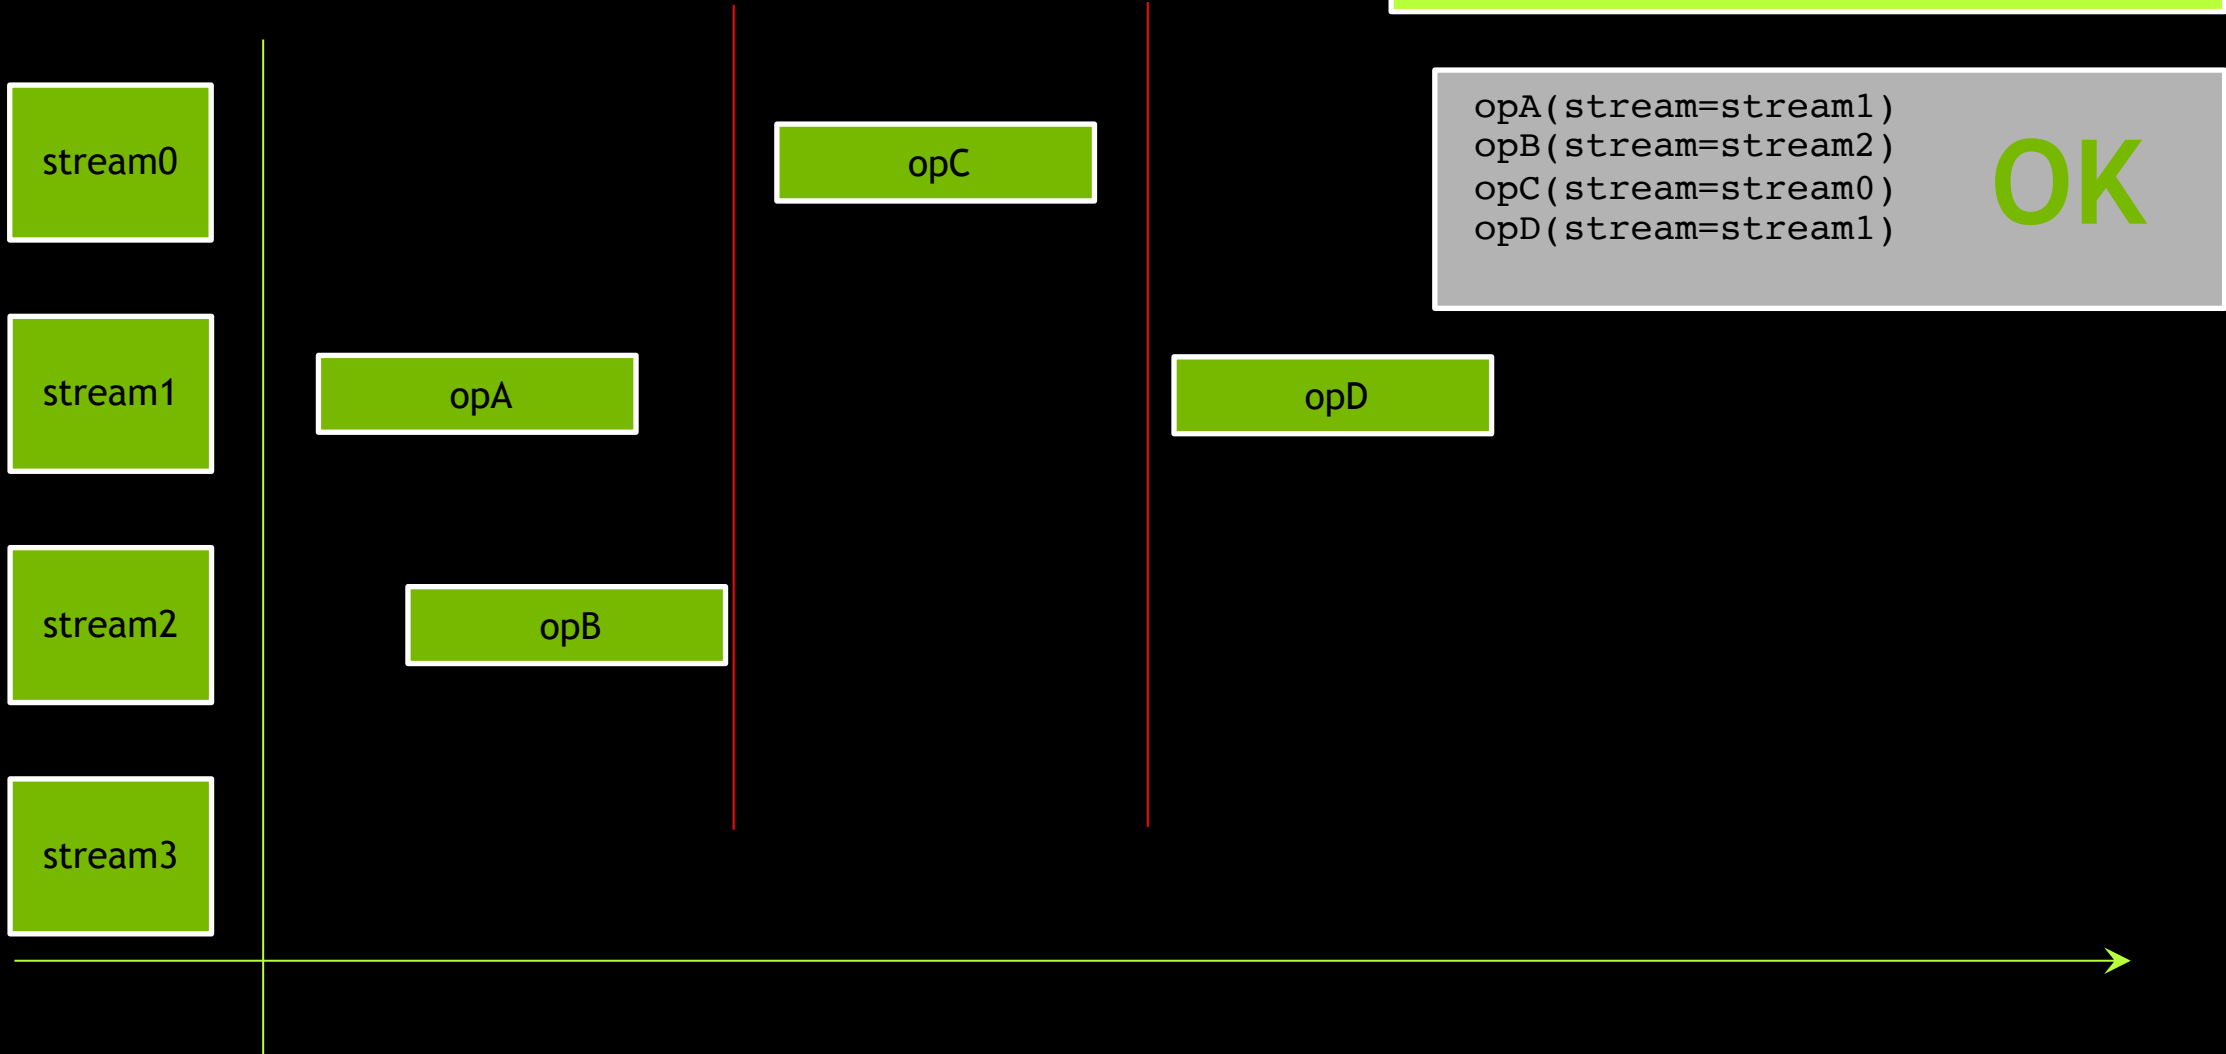 opA(stream=stream1)
opB(stream=stream2)
opC(stream=stream0)
opD(stream=stream1)
OK
stream0
opC
stream1
opA
opD
stream2
opB
stream3